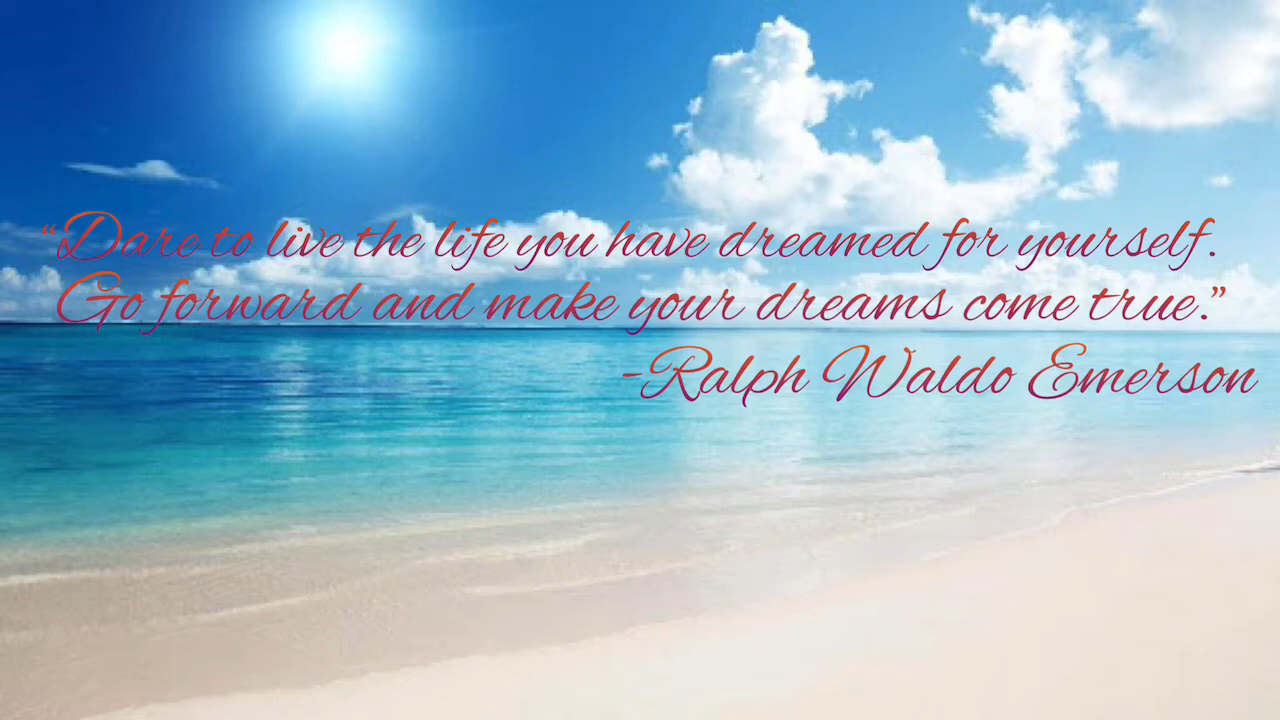 “Dare to live the life you have dreamed for yourself.
Go forward and make your dreams come true.”
-Ralph Waldo Emerson